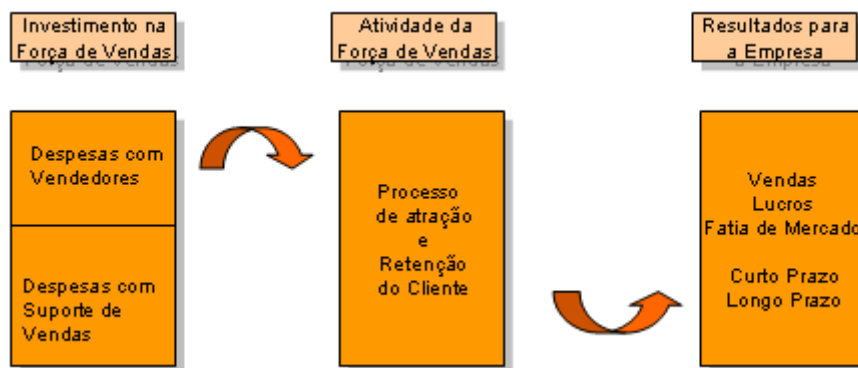 Investimento na
Força de Vendas
Atividade da
Força de Vendas
Resultados para
a Empresa
Despesas com
Vendedores
Despesas com
Suporte de
Vendas
Processo
de atração
e
Retenção
do Cliente
Vendas
Lucros
Fatia de Mercado
Curto Prazo
Longo Prazo